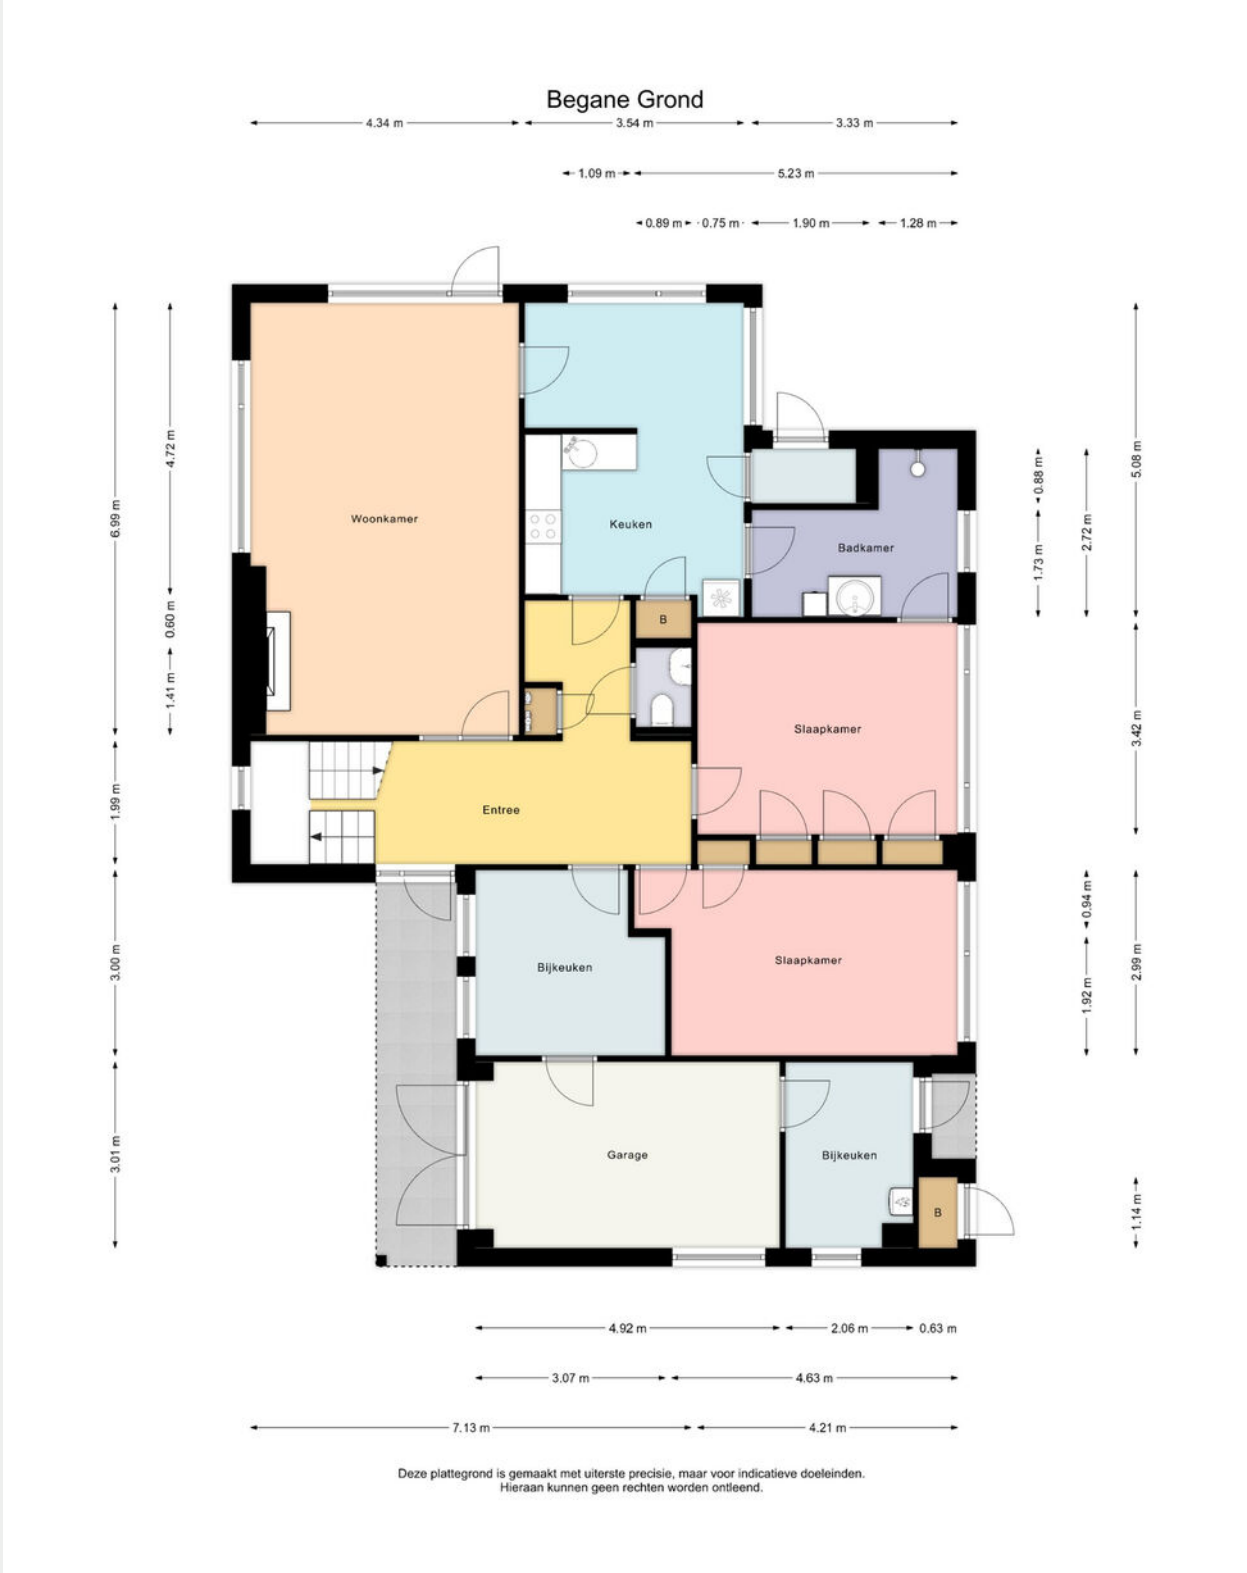 Begane Grond
4.34 m 3.54 m 3.33 m
1.09 m 5.23 m
0.89 m 0.75 m 1.90 m 1.28 m
6.99 m
4.72 m
0.60 m
1.41 m
1.99 m
3.00 m
3.01 m
Woonkamer
Keuken
Badkamer
B
Slaapkamer
Entree
Bijkeuken
Slaapkamer
Garage
Bijkeuken
B
0.88 m
1.73 m
2.72 m
5.08 m
3.42 m
0.94 m
1.92 m
2.99 m
1.14 m
4.92 m 2.06 m 0.63 m
3.07 m 4.63 m
7.13 m 4.21 m
Deze plattegrond is gemaakt met uiterste precisie, maar voor indicatieve doeleinden.
Hieraan kunnen geen rechten worden ontleend.